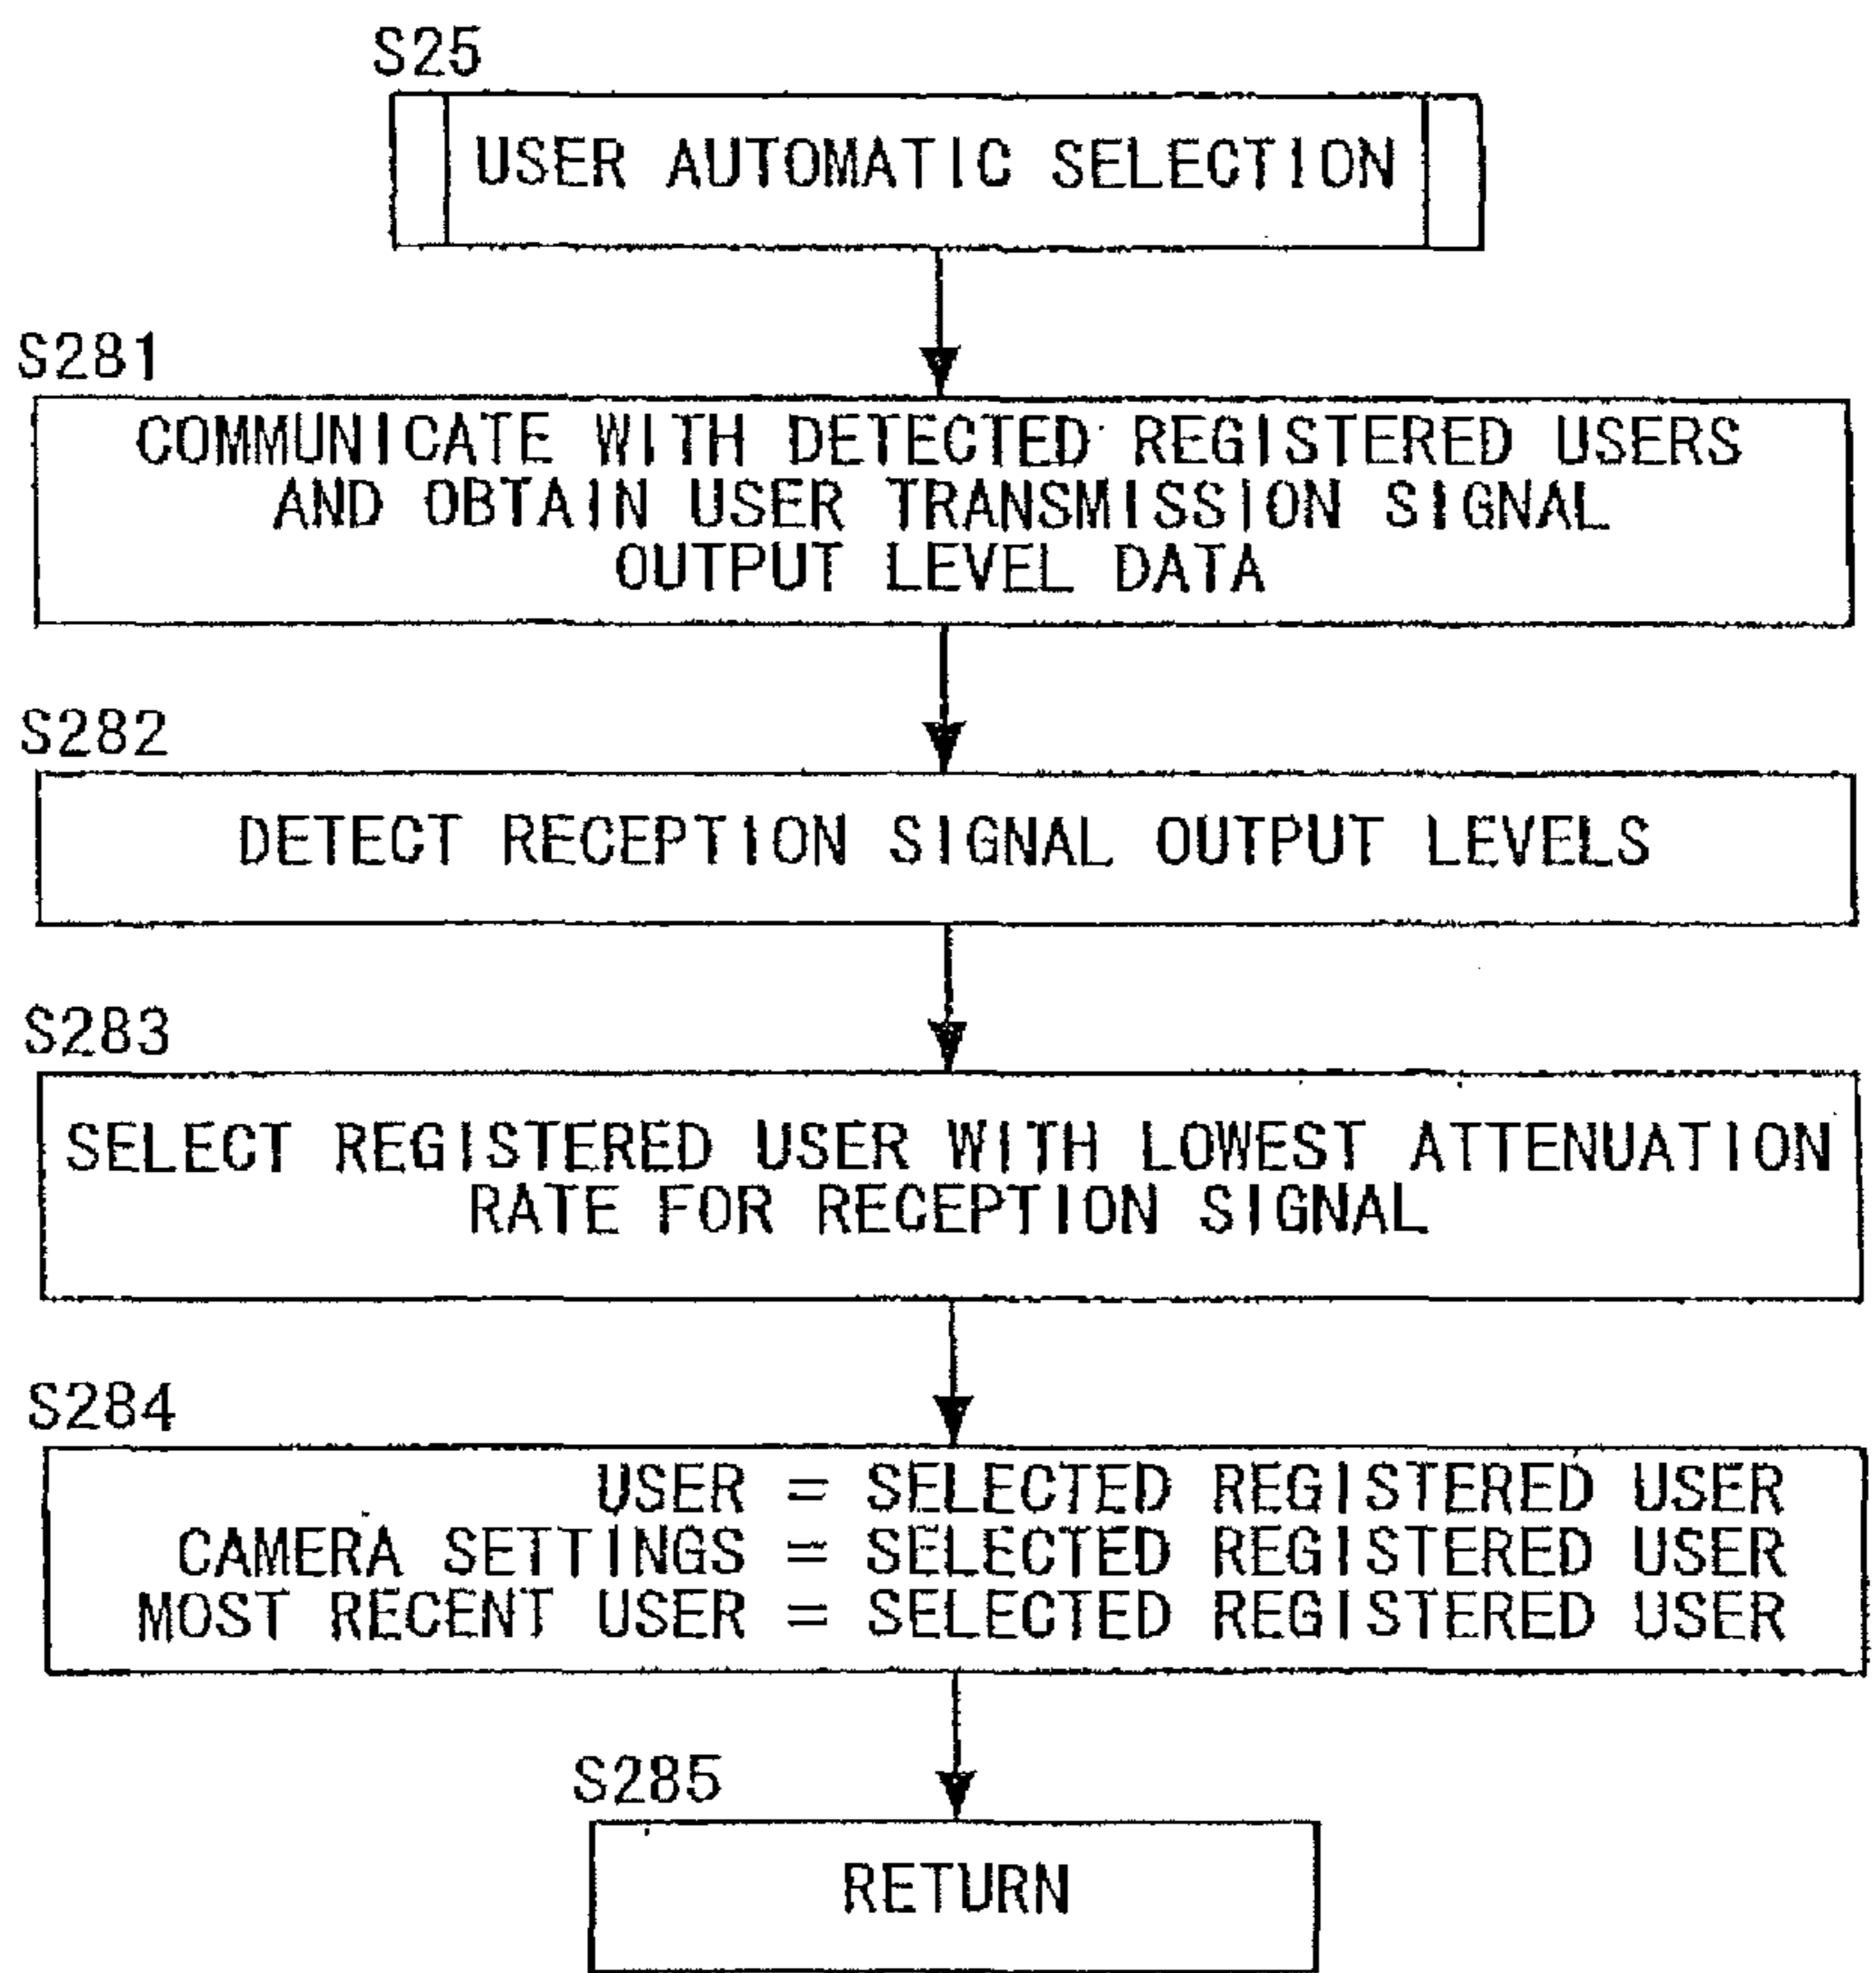 S25
USER AUTOMATIC SELECTION
S281
COMMUNICATE WITH DETECTED REGISTERED USERS
AND OBTAIN USER TRANSMISSION SIGNAL
OUTPUT LEVEL DATA
S282
DETECT RECEPTION SIGNAL OUTPUT LEVELS
S283
SELECT REGISTERED USER WITH LOWEST ATTENUATION
RATE FOR RECEPTION SIGNAL
S284
USER = SELECTED REGISTERED USER
CAMERA SETTINGS = SELECTED REGISTERED USER
MOST RECENT USER = SELECTED REGISTERED USER
S285
RETURN